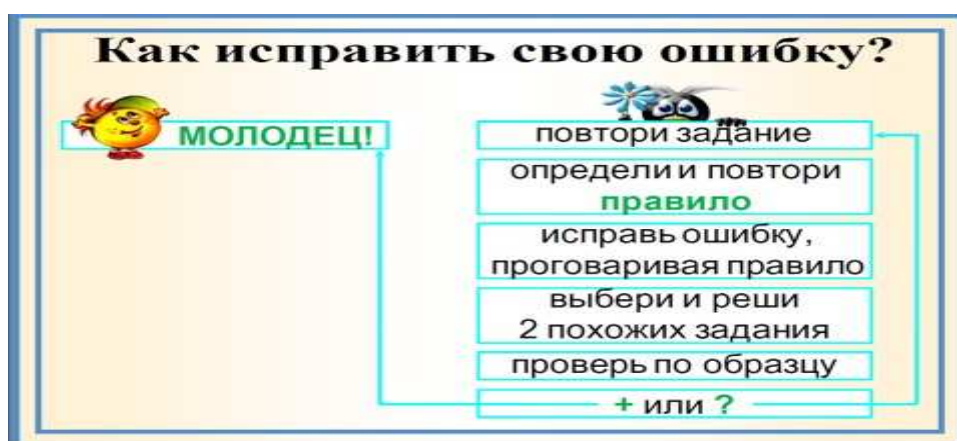 Как исправить свою ошибку?
МОЛОДЕЦ!
повтори задание
определи и повтори
правило
исправь ошибку,
проговаривая правило
выбери и реши
2 похожих задания
проверь по образцу
+ или ?